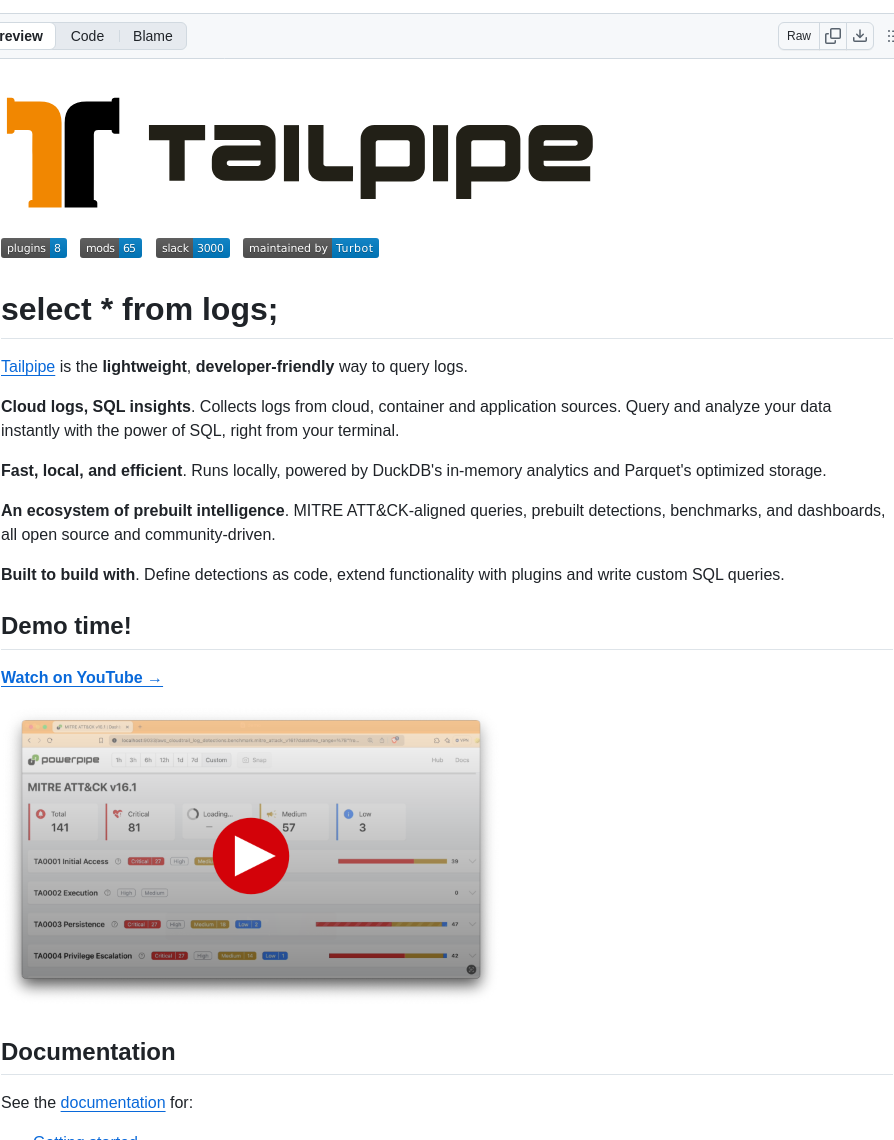 review Code Blame Raw
Tailpipe
plugins 8 mods 65 slack 3000 maintained by Turbot
select * from logs;
Tailpipe is the lightweight, developer-friendly way to query logs.
Cloud logs, SQL insights. Collects logs from cloud, container and application sources. Query and analyze your data
instantly with the power of SQL, right from your terminal.
Fast, local, and efficient. Runs locally, powered by DuckDB's in-memory analytics and Parquet's optimized storage.
An ecosystem of prebuilt intelligence. MITRE ATT&CK-aligned queries, prebuilt detections, benchmarks, and dashboards,
all open source and community-driven.
Built to build with. Define detections as code, extend functionality with plugins and write custom SQL queries.
Demo time!
Watch on YouTube →
powerpipe 1h 3h 6h 12h 1d 7d Custom Snap Hub Docs
MITRE ATT&CK v16.1
Total Critical Loading... Medium Low
141 81 -- 57 3
TA0001 Initial Access Critical 27 High 39
TA0002 Execution High Medium 0
TA0003 Persistence Critical 27 High Medium 18 Low 2 47
TA0004 Privilege Escalation Critical 27 High Medium 14 Low 1 42
Documentation
See the documentation for:
Getting started